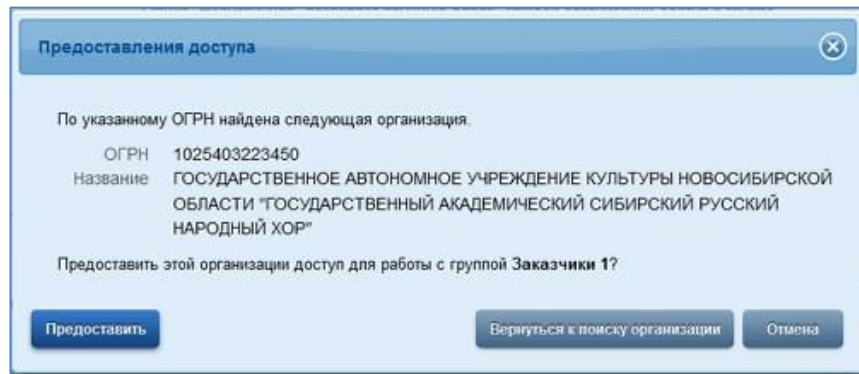 Предоставления доступа
По указанному ОГРН найдена следующая организация.
ОГРН 1025403223450
Название ГОСУДАРСТВЕННОЕ АВТОНОМНОЕ УЧРЕЖДЕНИЕ КУЛЬТУРЫ НОВОСИБИРСКОЙ
ОБЛАСТИ "ГОСУДАРСТВЕННЫЙ АКАДЕМИЧЕСКИЙ СИБИРСКИЙ РУССКИЙ
НАРОДНЫЙ ХОР"
Предоставить этой организации доступ для работы с группой Заказчики 1?
Предоставить Вернуться к поиску организации Отмена